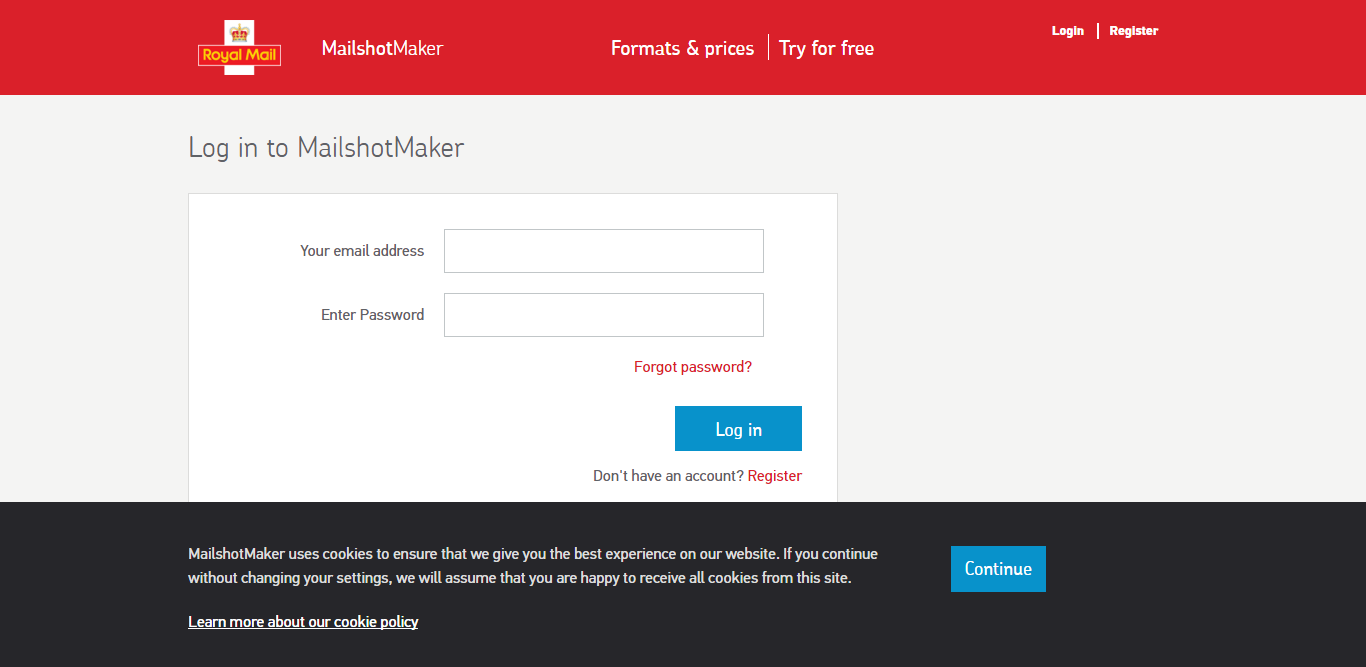 Royal Mail
MailshotMaker
Formats & prices
Try for free
Login
Register
Log in to MailshotMaker
Your email address
Enter Password
Forgot password?
Log in
Don't have an account? Register
MailshotMaker uses cookies to ensure that we give you the best experience on our website. If you continue
without changing your settings, we will assume that you are happy to receive all cookies from this site.
Continue
Learn more about our cookie policy